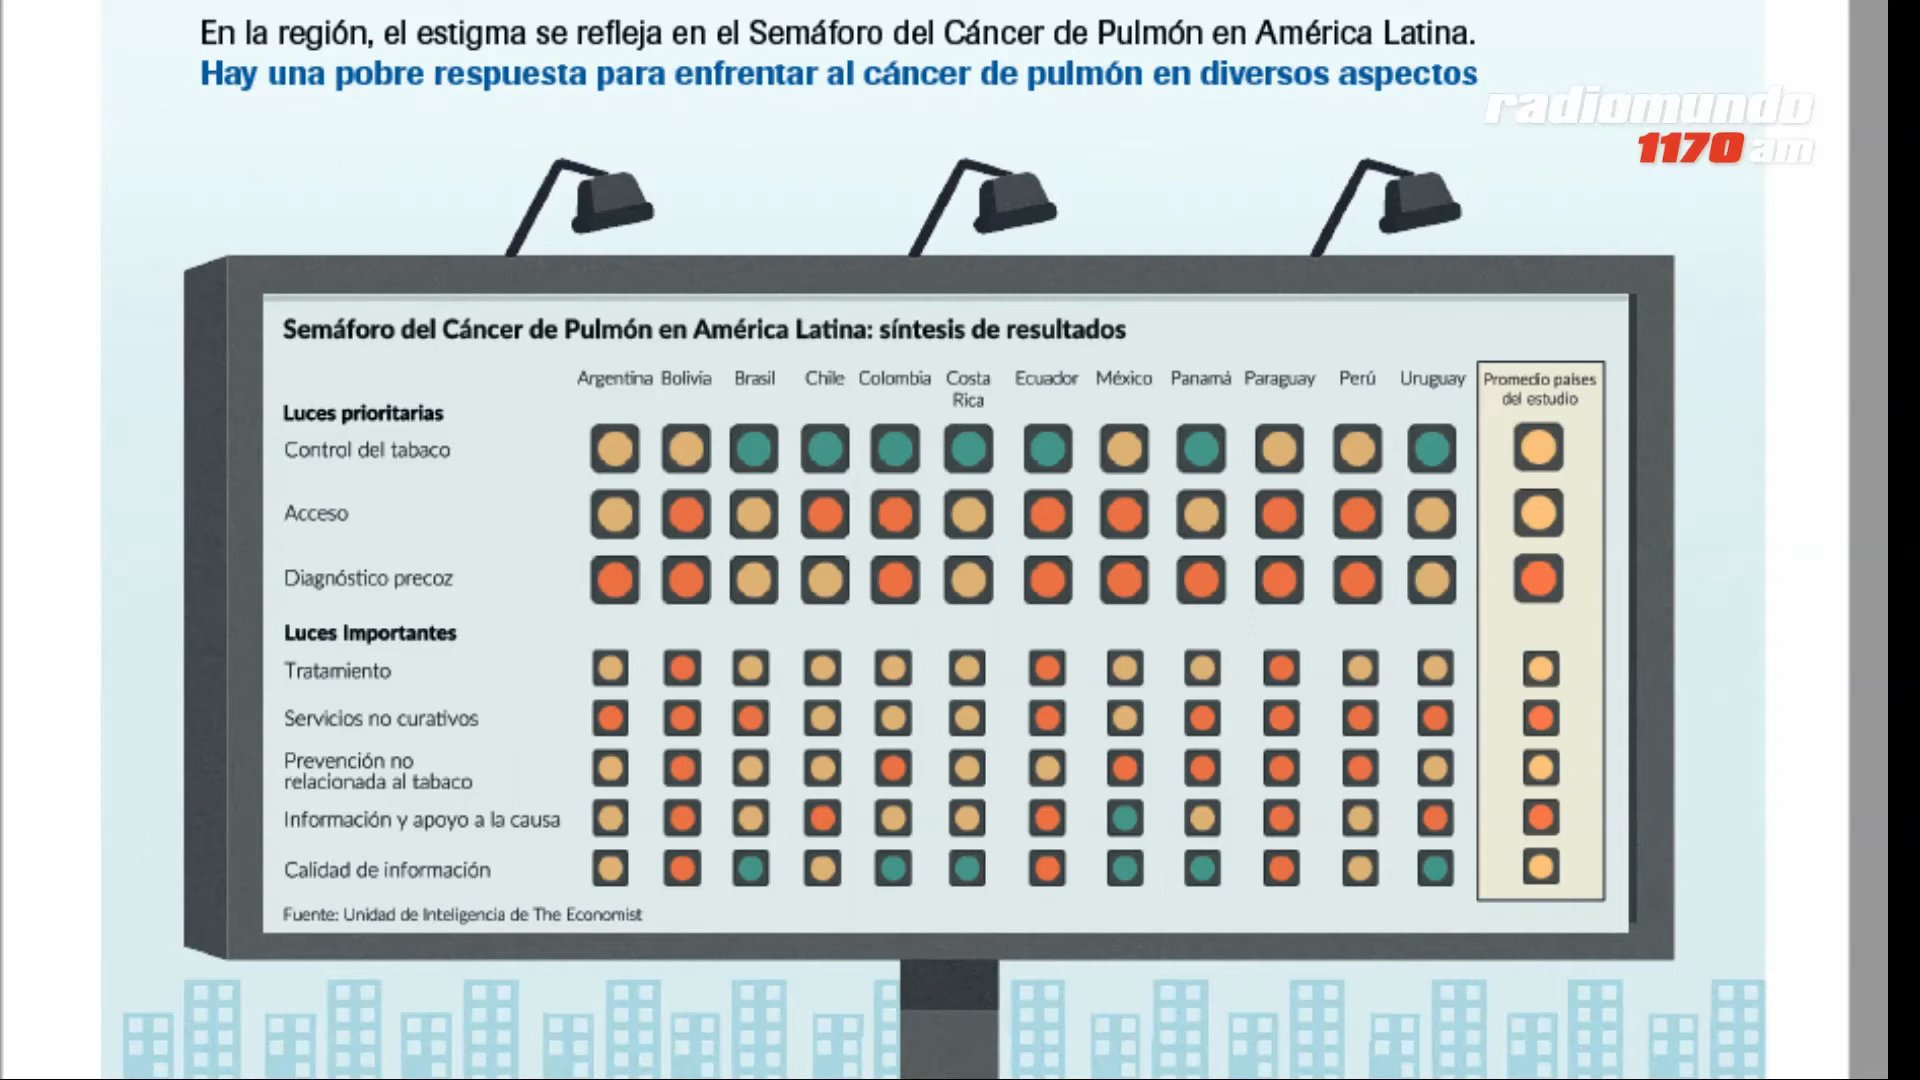 En la región, el estigma se refleja en el Semáforo del Cáncer de Pulmón en América Latina.
Hay una pobre respuesta para enfrentar al cáncer de pulmón en diversos aspectos
radiomundo
1170 am
Semáforo del Cáncer de Pulmón en América Latina: síntesis de resultados
Argentina Bolivia Brasil Chile Colombia Costa Rica Ecuador México Panamá Paraguay Perú Uruguay Promedio países del estudio
Luces prioritarias
Control del tabaco
Acceso
Diagnóstico precoz
Luces Importantes
Tratamiento
Servicios no curativos
Prevención no
relacionada al tabaco
Información y apoyo a la causa
Calidad de información
Fuente: Unidad de Inteligencia de The Economist